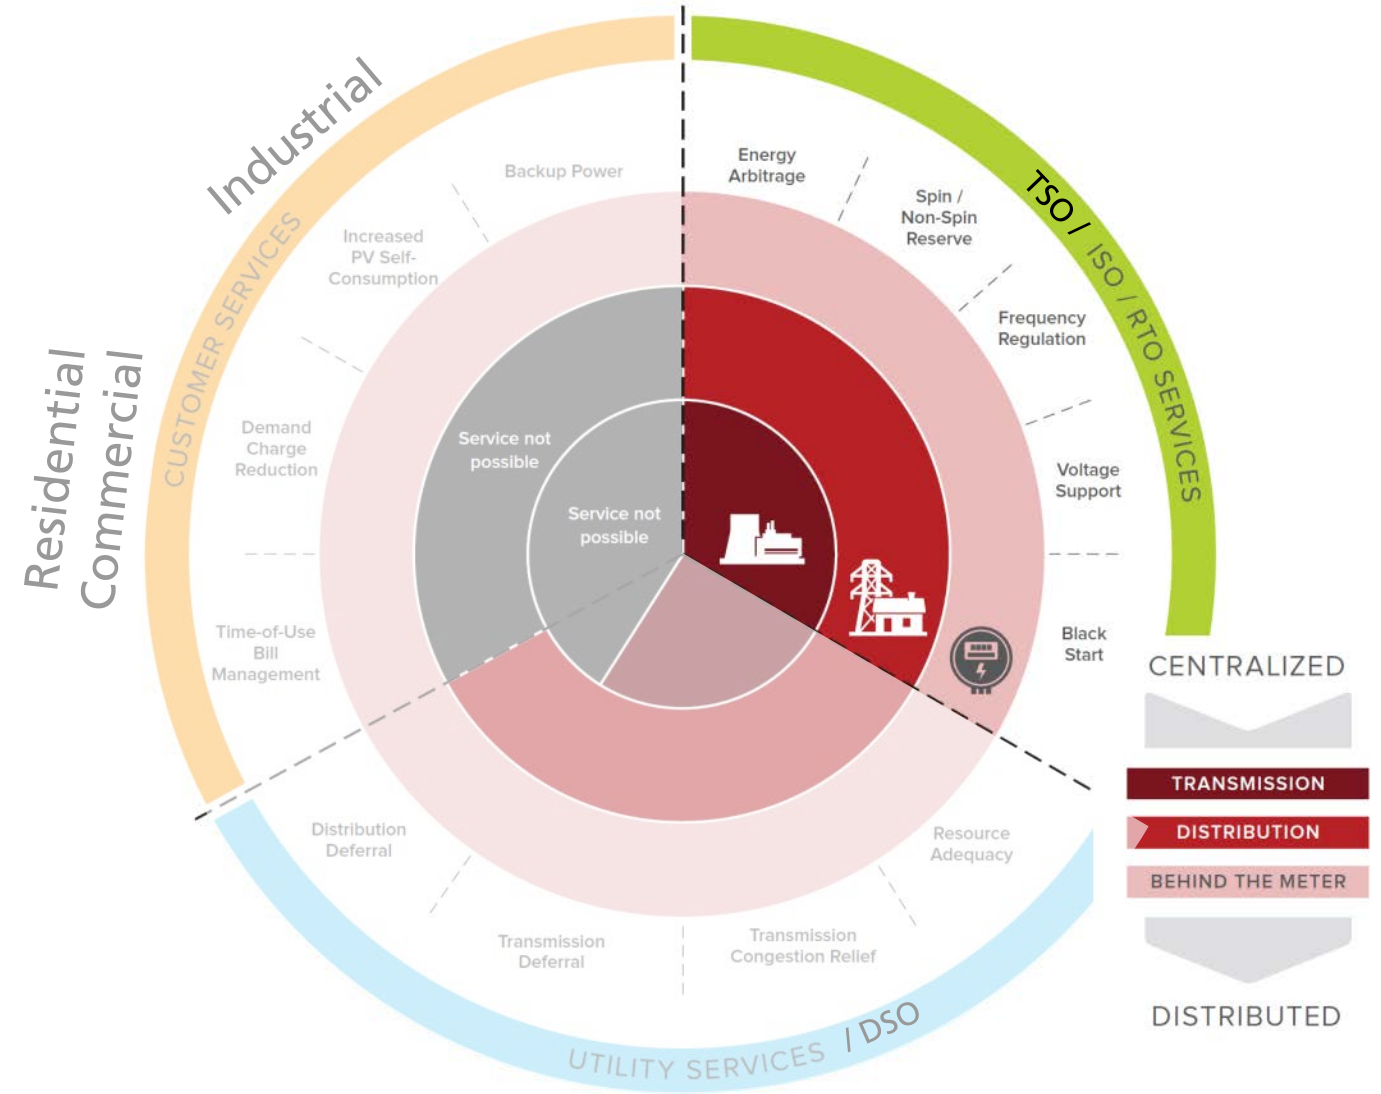 Industrial
Residential
Commercial
CUSTOMER SERVICES
Backup Power
Increased
PV Self-
Consumption
Demand
Charge
Reduction
Time-of-Use
Bill
Management
Service not
possible
Service not
possible
Energy
Arbitrage
Spin /
Non-Spin
Reserve
Frequency
Regulation
Voltage
Support
Black
Start
TSO / ISO / RTO SERVICES
Distribution
Deferral
Transmission
Deferral
Transmission
Congestion Relief
Resource
Adequacy
UTILITY SERVICES / DSO
CENTRALIZED
TRANSMISSION
DISTRIBUTION
BEHIND THE METER
DISTRIBUTED